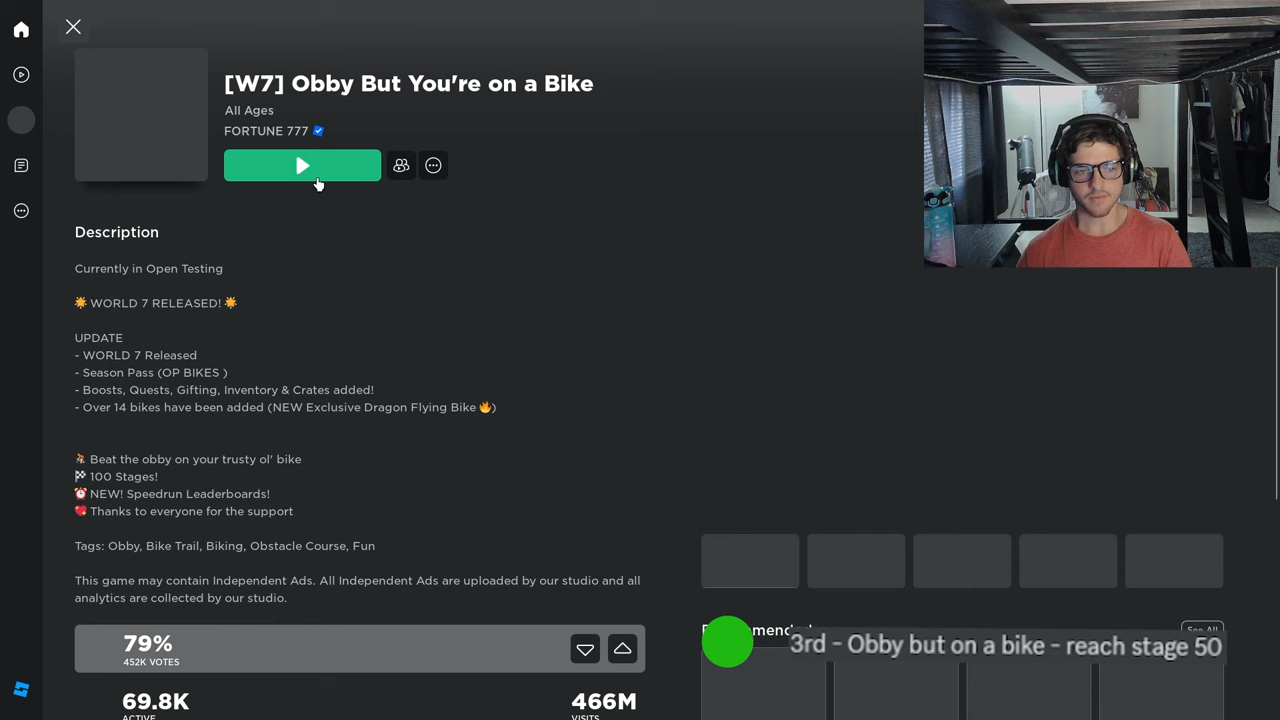 [W7] Obby But You're on a Bike
All Ages
FORTUNE 777
Description
Currently in Open Testing
☀️ WORLD 7 RELEASED! ☀️
UPDATE
- WORLD 7 Released
- Season Pass (OP BIKES )
- Boosts, Quests, Gifting, Inventory & Crates added!
- Over 14 bikes have been added (NEW Exclusive Dragon Flying Bike 🔥)
🚴 Beat the obby on your trusty ol' bike
🏁 100 Stages!
⏰ NEW! Speedrun Leaderboards!
💖 Thanks to everyone for the support
Tags: Obby, Bike Trail, Biking, Obstacle Course, Fun
This game may contain Independent Ads. All Independent Ads are uploaded by our studio and all
analytics are collected by our studio.
79%
452K VOTES
69.8K
ACTIVE
466M
VISITS
See All
3rd - Obby but on a bike - reach stage 50